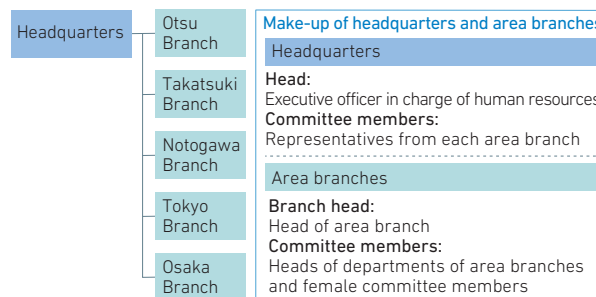 Headquarters
Otsu
Branch
Takatsuki
Branch
Notogawa
Branch
Tokyo
Branch
Osaka
Branch
Make-up of headquarters and area branches
Headquarters
Head:
Executive officer in charge of human resources
Committee members:
Representatives from each area branch
Area branches
Branch head:
Head of area branch
Committee members:
Heads of departments of area branches
and female committee members